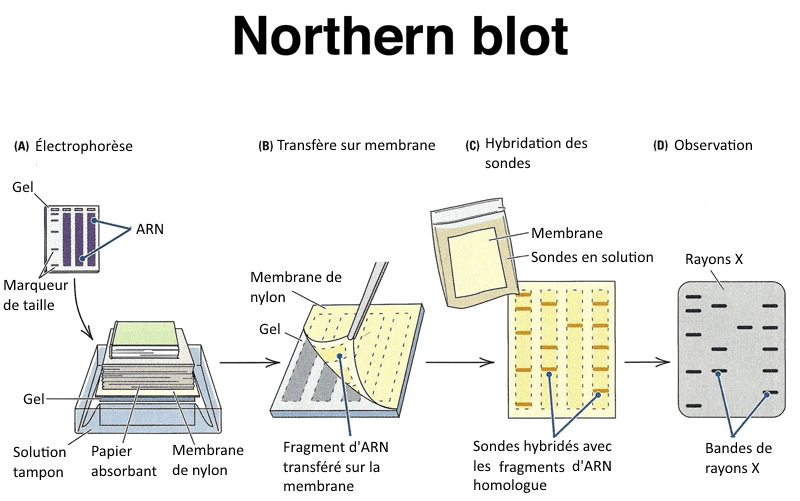 Northern blot
(A) Électrophorèse
(B) Transfère sur membrane
(C) Hybridation des
sondes
(D) Observation
Gel
ARN
Marqueur
de taille
Gel
Solution
tampon
Papier
absorbant
Membrane
de nylon
Membrane de
nylon
Gel
Fragment d'ARN
transféré sur la
membrane
Membrane
Sondes en solution
Sondes hybridés avec
les fragments d'ARN
homologue
Rayons X
Bandes de
rayons X